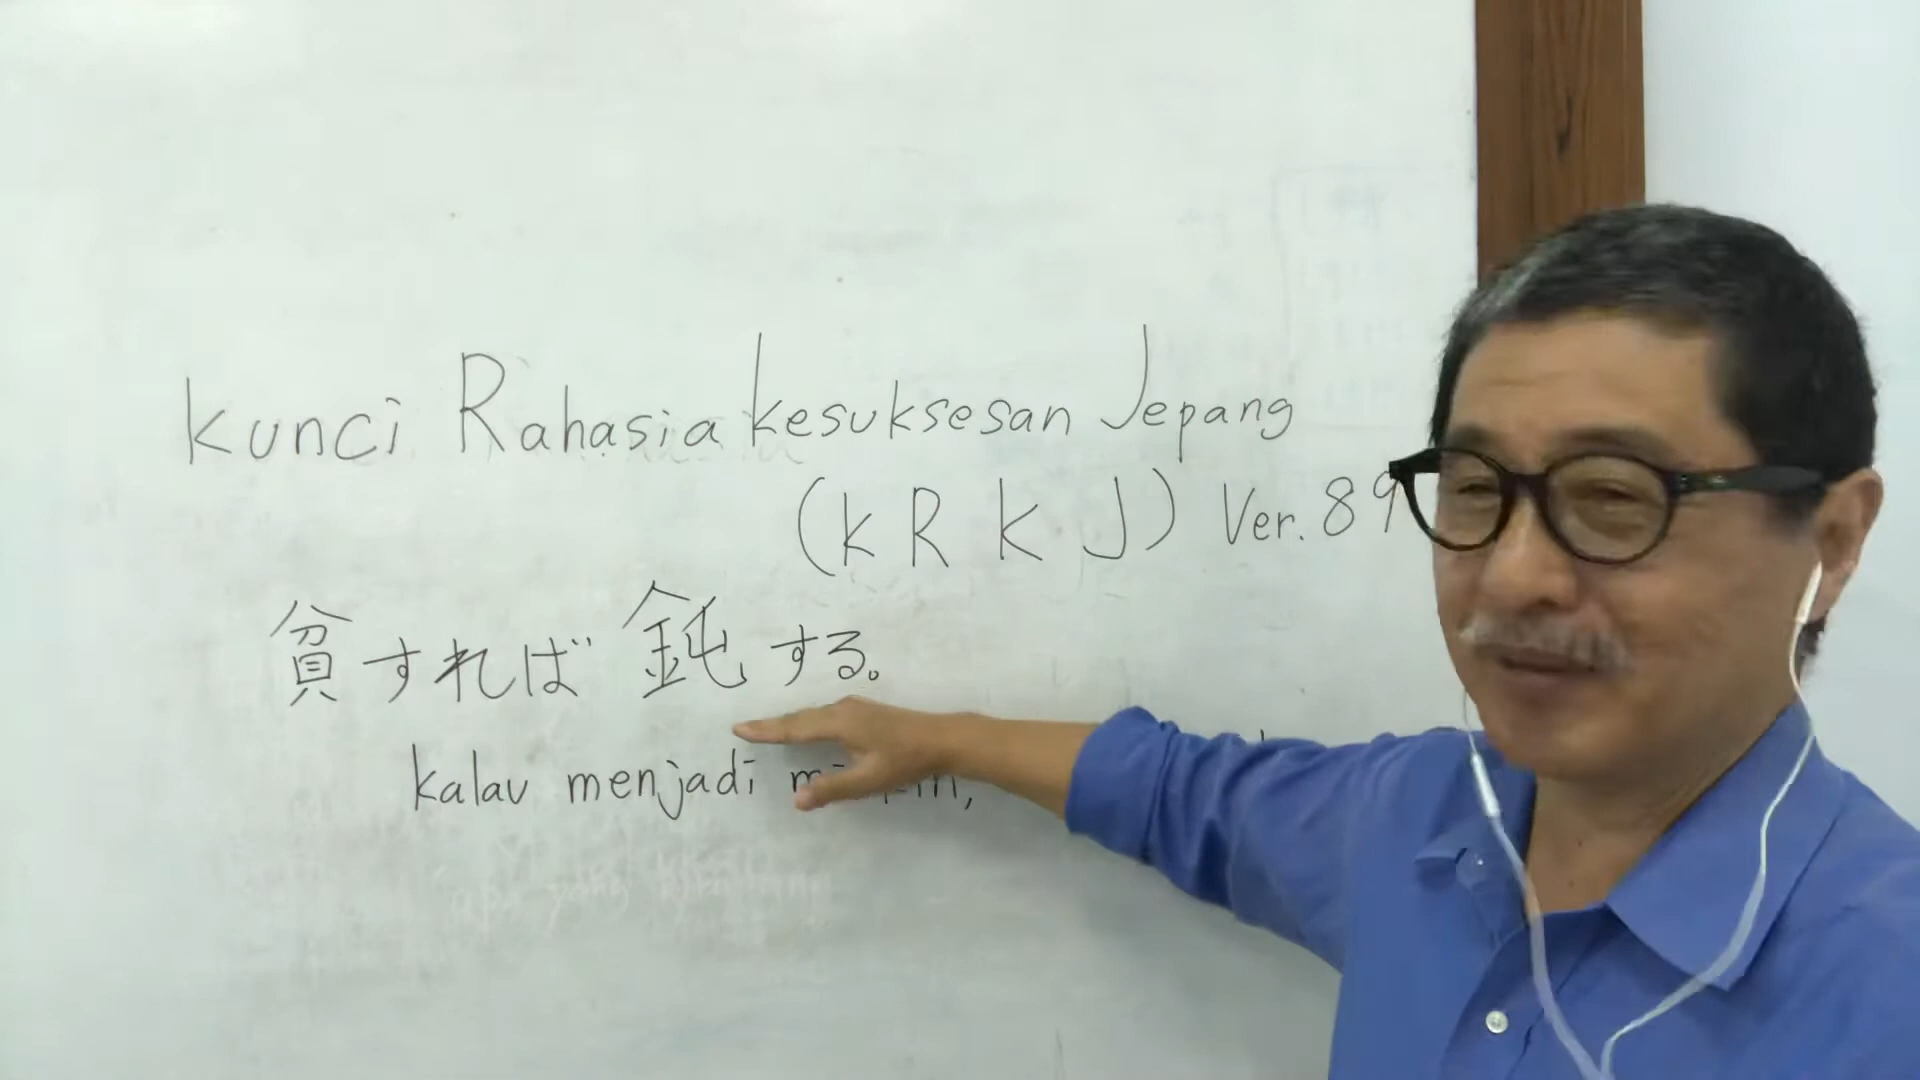 Kunci Rahasia Kesuksesan Jepang
(KRKJ) Ver. 89
貧すれば鈍する。
kalau menjadi